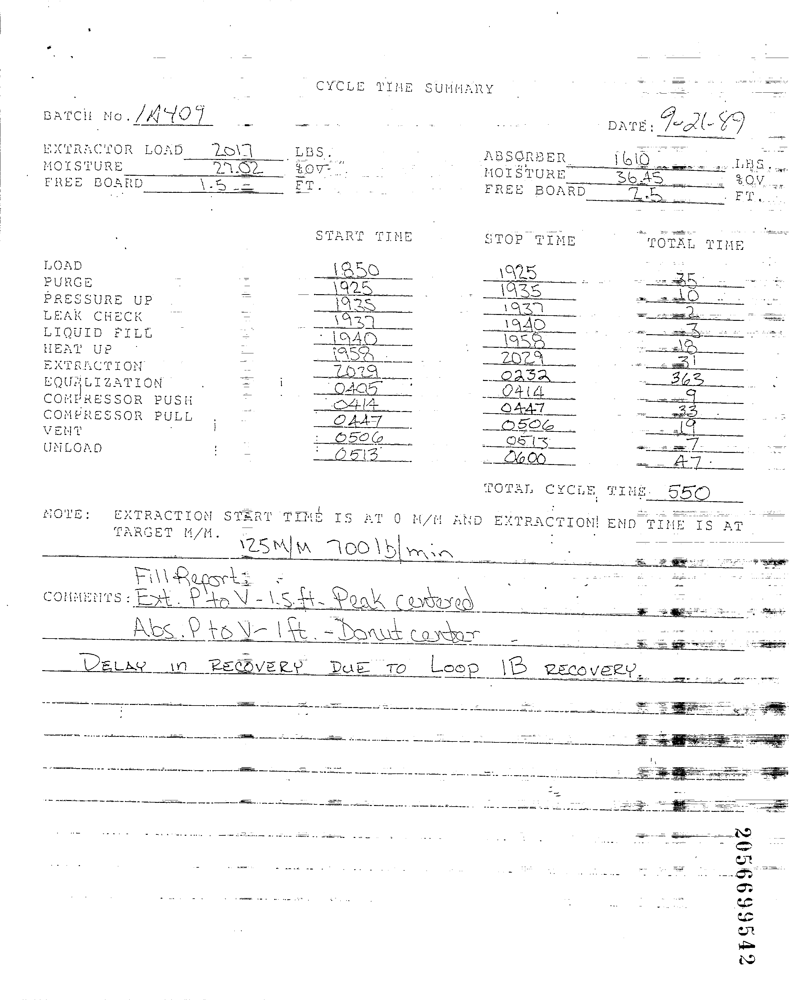 CYCLE TIME SUMMARY
BATCH No. 1A409
DATE: 9-21-89
EXTRACTOR LOAD 2017 LBS. ABSORBER 1610 LBS.
MOISTURE 27.02 %OV MOISTURE 36.45 %OV
FREE BOARD 1.5 FT. FREE BOARD 2.5 FT.
START TIME STOP TIME TOTAL TIME
LOAD 1850 1925 35
PURGE 1925 1935 10
PRESSURE UP 1935 1937 2
LEAK CHECK 1937 1940 3
LIQUID FILL 1940 1958 18
HEAT UP 1958 2029 31
EXTRACTION 2029 0232 363
EQUALIZATION 0405 0414 9
COMPRESSOR PUSH 0414 0447 33
COMPRESSOR PULL 0447 0506 19
VENT 0506 0513 7
UNLOAD 0513 0600 47
TOTAL CYCLE TIME 550
NOTE: EXTRACTION START TIME IS AT 0 M/M AND EXTRACTION END TIME IS AT
TARGET M/M.
125M/M 700 lb/min
Fill Report:
COMMENTS: Ext. P to V - 1.5 ft - Peak centered
Abs. P to V - 1 ft. - Donut center
DELAY IN RECOVERY DUE TO LOOP 1B RECOVERY.
2056699542